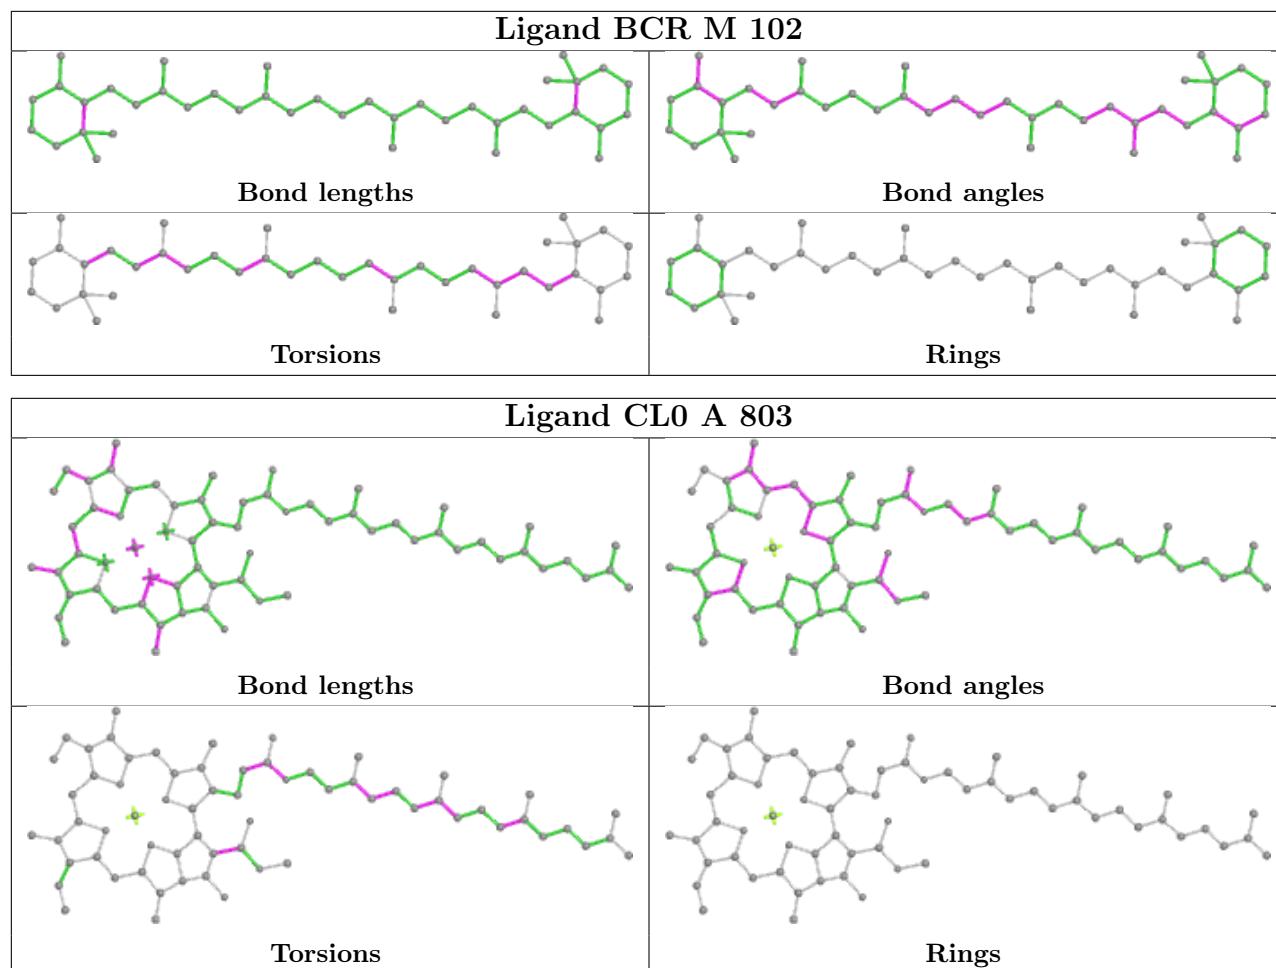 Ligand BCR M 102
Bond lengths
Bond angles
Torsions
Rings
Ligand CL0 A 803
Bond lengths
Bond angles
Torsions
Rings